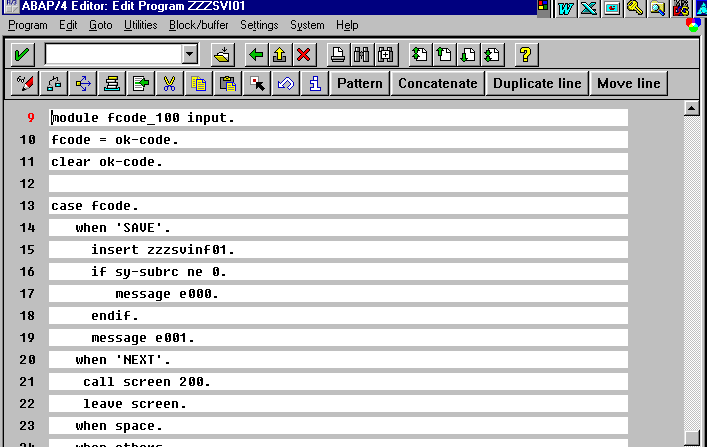 ABAP/4 Editor: Edit Program ZZZSVI01
Program Edit Goto Utilities Block/buffer Settings System Help
Pattern Concatenate Duplicate line Move line
9 module fcode_100 input.
10 fcode = ok-code.
11 clear ok-code.
12
13 case fcode.
14 when 'SAVE'.
15 insert zzzsvinf01.
16 if sy-subrc ne 0.
17 message e000.
18 endif.
19 message e001.
20 when 'NEXT'.
21 call screen 200.
22 leave screen.
23 when space.
24 when others